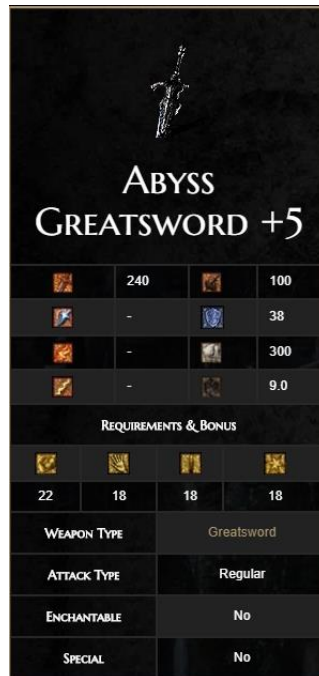 Abyss
Greatsword +5
240 100
- 38
- 300
- 9.0
Requirements & Bonus
22 18 18 18
Weapon Type Greatsword
Attack Type Regular
Enchantable No
Special No